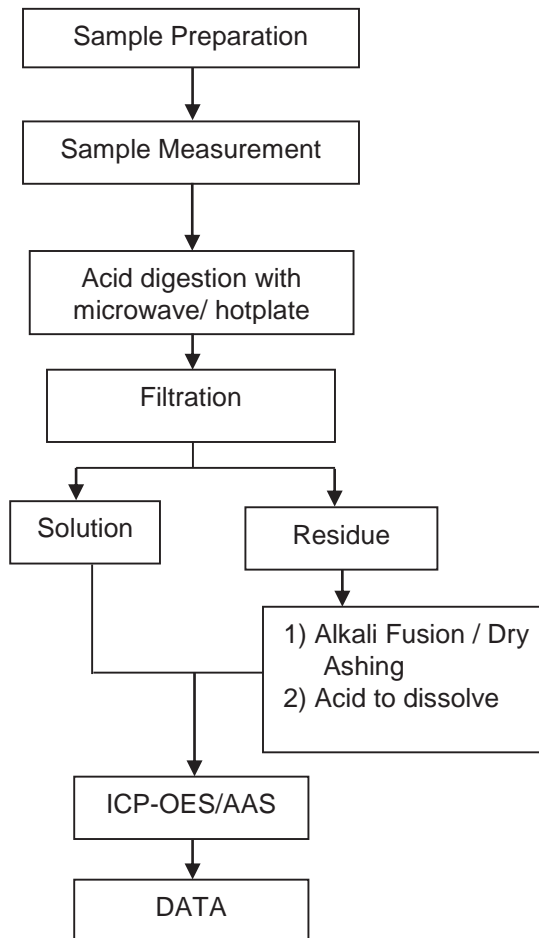 Sample Preparation
Sample Measurement
Acid digestion with
microwave/ hotplate
Filtration
Solution
Residue
1) Alkali Fusion / Dry
Ashing
2) Acid to dissolve
ICP-OES/AAS
DATA